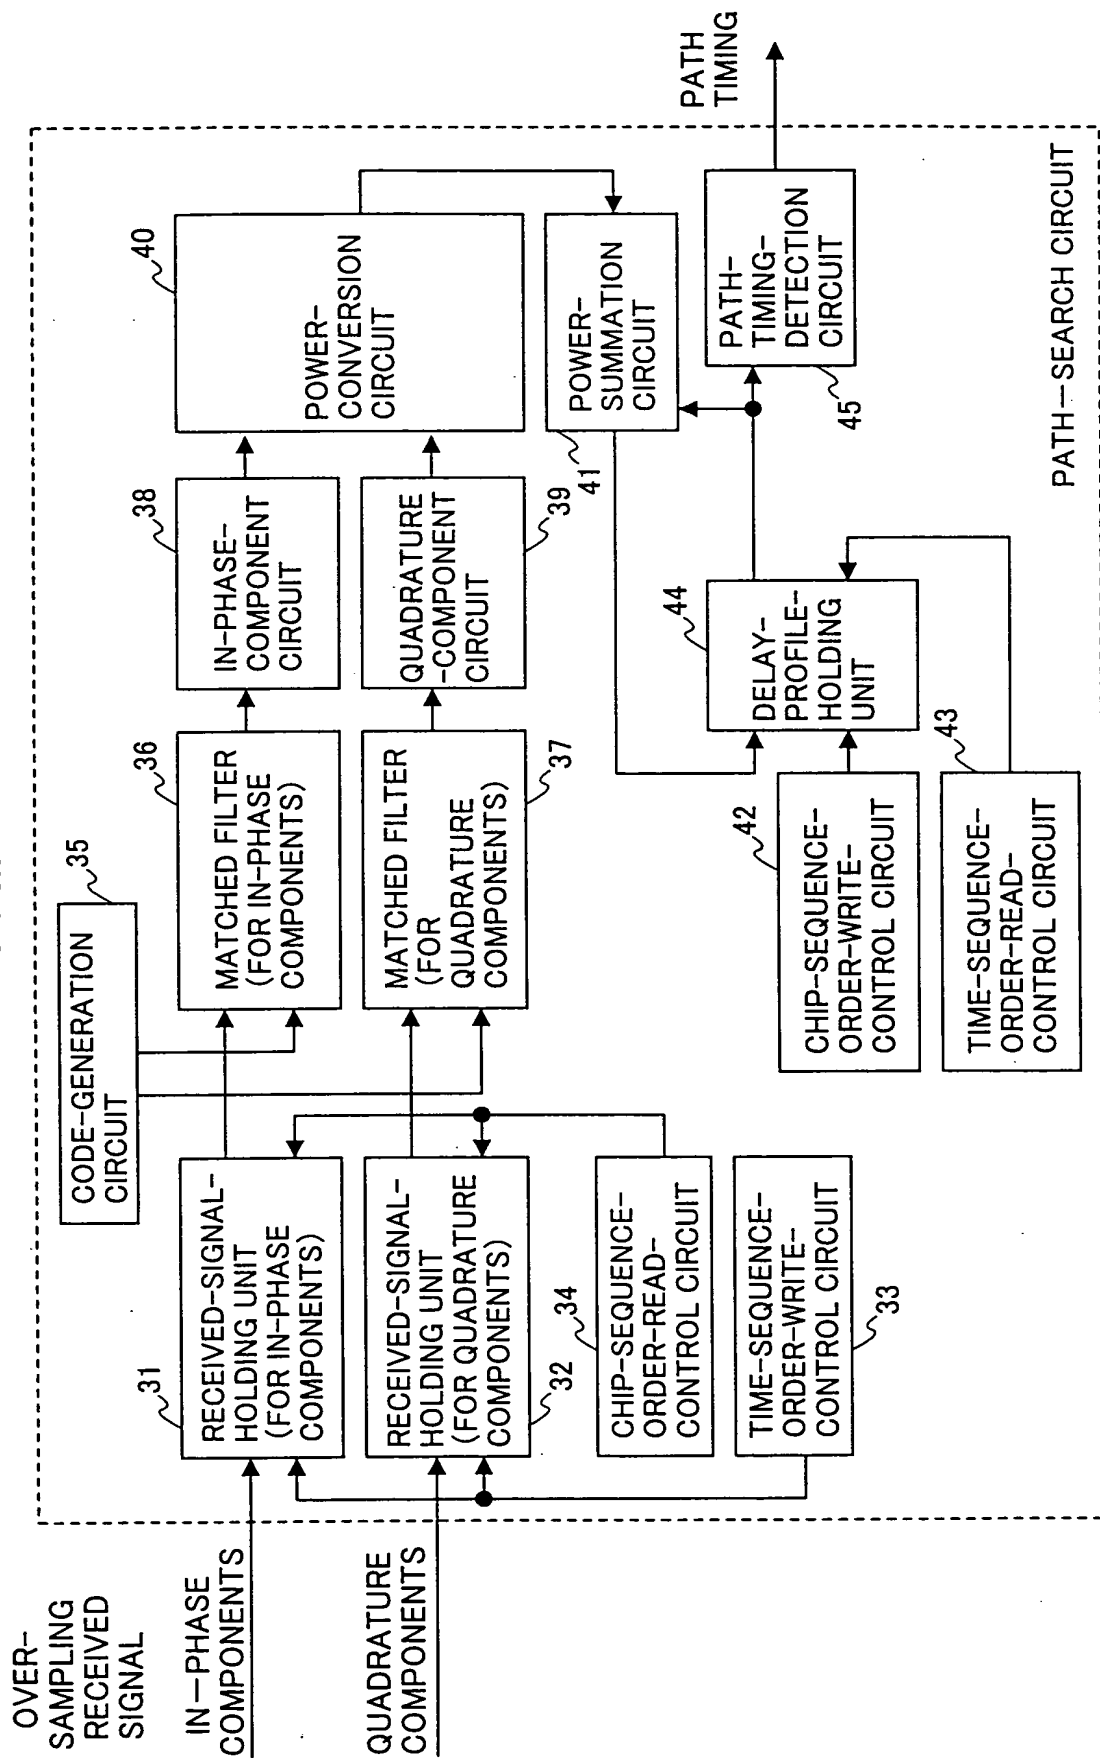 OVER-
SAMPLING
RECEIVED
SIGNAL
IN-PHASE
COMPONENTS
QUADRATURE
COMPONENTS
CODE-GENERATION
CIRCUIT
35
31
RECEIVED-SIGNAL-
HOLDING UNIT
(FOR IN-PHASE
COMPONENTS)
RECEIVED-SIGNAL-
HOLDING UNIT
(FOR QUADRATURE
COMPONENTS)
32
34
CHIP-SEQUENCE-
ORDER-READ-
CONTROL CIRCUIT
TIME-SEQUENCE-
ORDER-WRITE-
CONTROL CIRCUIT
33
36
MATCHED FILTER
(FOR IN-PHASE
COMPONENTS)
MATCHED FILTER
(FOR
QUADRATURE
COMPONENTS)
37
38
IN-PHASE-
COMPONENT
CIRCUIT
QUADRATURE
-COMPONENT
CIRCUIT
39
40
POWER-
CONVERSION
CIRCUIT
POWER-
SUMMATION
CIRCUIT
41
42
CHIP-SEQUENCE-
ORDER-WRITE-
CONTROL CIRCUIT
43
TIME-SEQUENCE-
ORDER-READ-
CONTROL CIRCUIT
44
DELAY-
PROFILE-
HOLDING
UNIT
PATH-
TIMING-
DETECTION
CIRCUIT
45
PATH
TIMING
PATH-SEARCH CIRCUIT